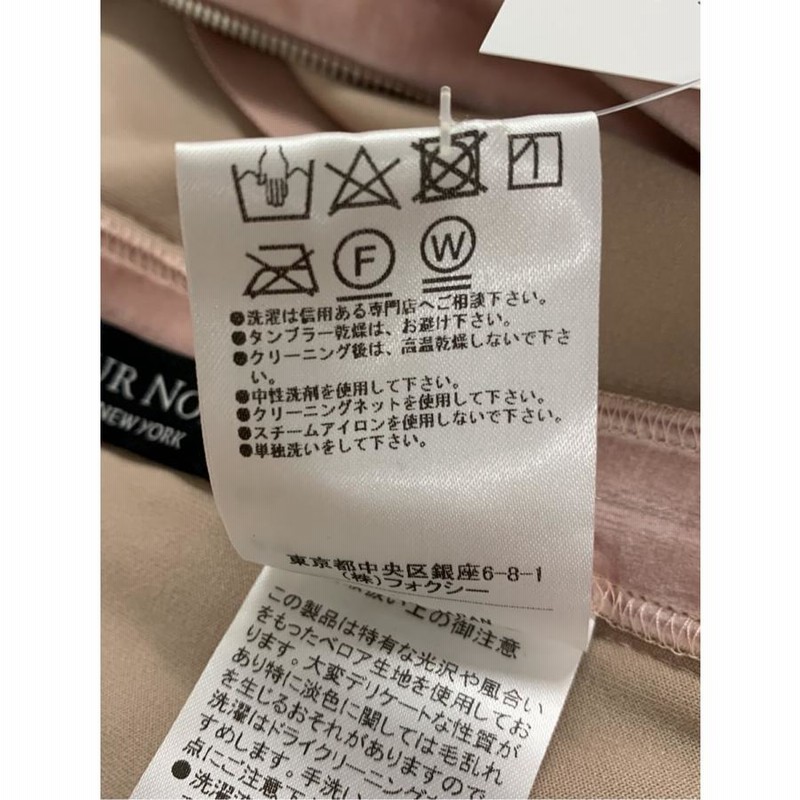 F W
●洗濯は信用ある専門店へご相談下さい。
●タンブラー乾燥は、お避け下さい。
●クリーニング後は、高温乾燥しないで下さ
い。
●中性洗剤を使用して下さい。
●クリーニングネットを使用して下さい。
●スチームアイロンを使用しないで下さい。
●単独洗いをして下さい。
東京都中央区銀座6-8-1
(株)フォクシー
UR NO
NEW YORK
扱い上の御注意
この製品は特有な光沢や風合い
をもったベロア生地を使用してお
ります。大変デリケートな性質が
あり特に淡色に関しては毛乱れ
を生じるおそれがありますので
洗濯はドライクリーニング
すめします。手洗い
点にご注意下
●洗濯